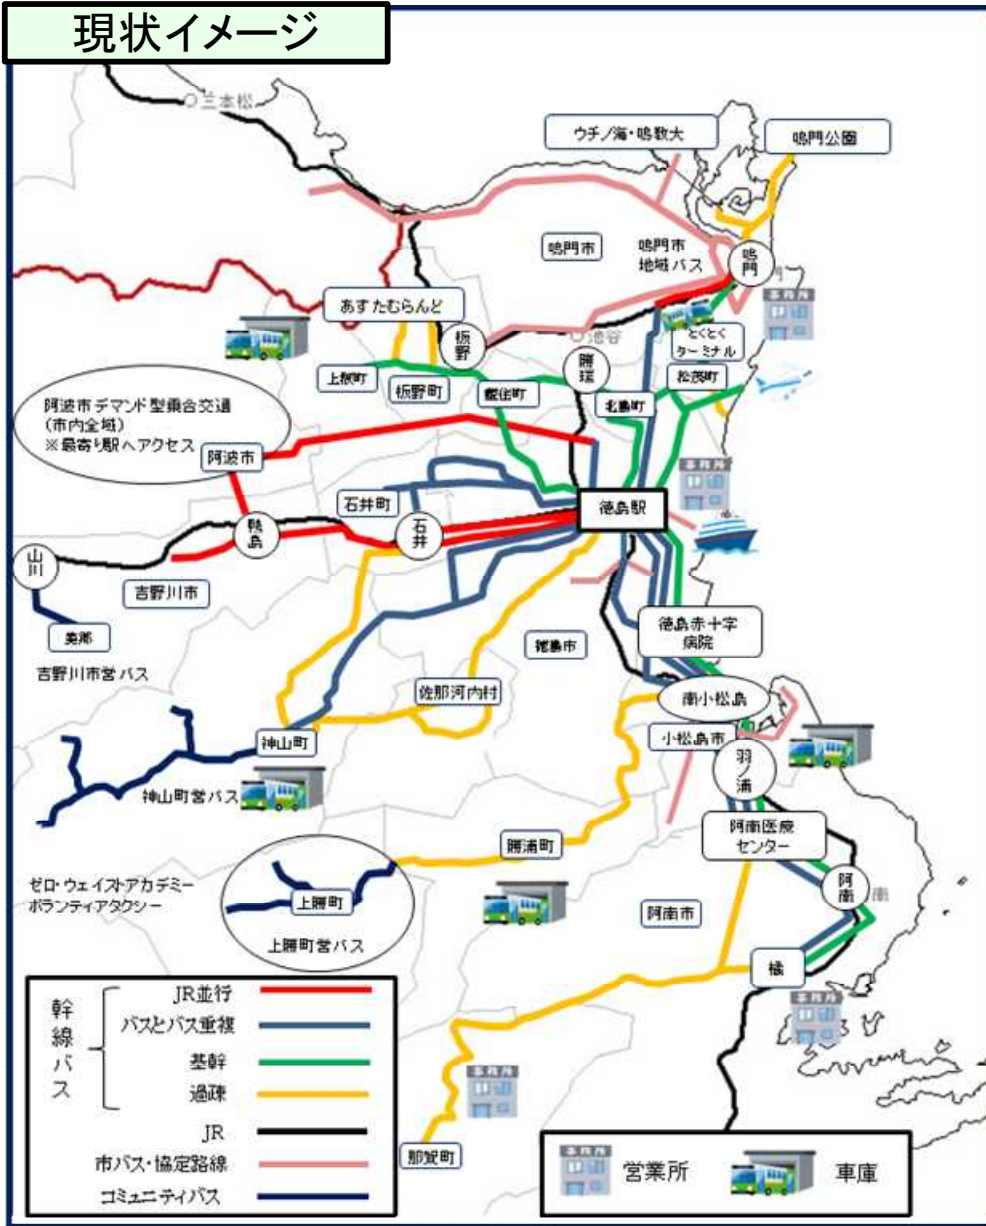 現状イメージ
三本松
ウチノ海・鳴教大
鳴門公園
鳴門市
鳴門市
地域バス
鳴門
あすたむらんど
板野
池谷
勝瑞
とくとく
ターミナル
松茂町
上板町
板野町
藍住町
北島町
阿波市デマンド型乗合交通
(市内全域)
※最寄り駅へアクセス
阿波市
石井町
石井
徳島駅
鴨島
山川
吉野川市
美郷
吉野川市営バス
徳島市
徳島赤十字
病院
佐那河内村
南小松島
小松島市
神山町
神山町営バス
羽ノ浦
阿南医療
センター
勝浦町
阿南
南
ゼロ・ウェイストアカデミー
ボランティアタクシー
上勝町
上勝町営バス
阿南市
橘
那賀町
幹線バス
JR並行
バスとバス重複
基幹
過疎
JR
市バス・協定路線
コミュニティバス
事務所
営業所
車庫